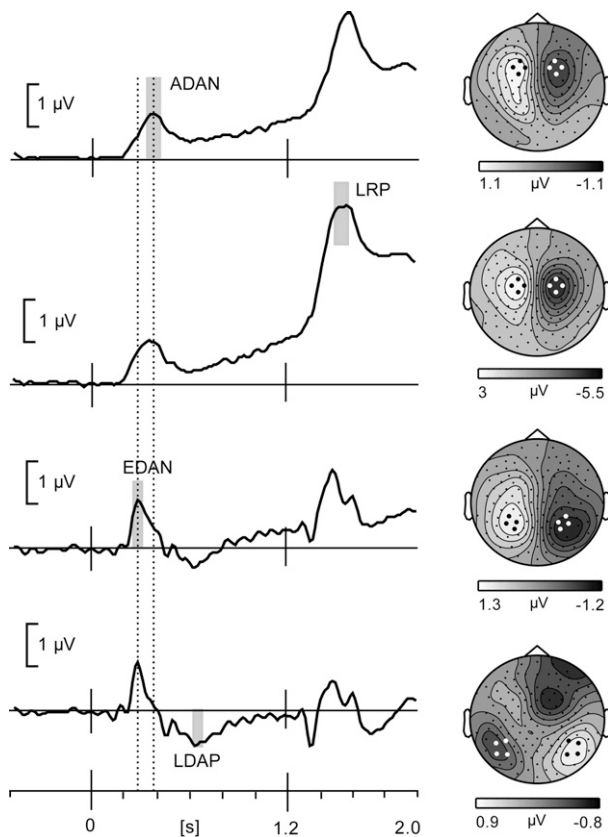 ADAN
1 µV
1.1 µV -1.1
LRP
1 µV
3 µV -5.5
EDAN
1 µV
1.3 µV -1.2
1 µV
LDAP
0 [s] 1.2 2.0
0.9 µV -0.8